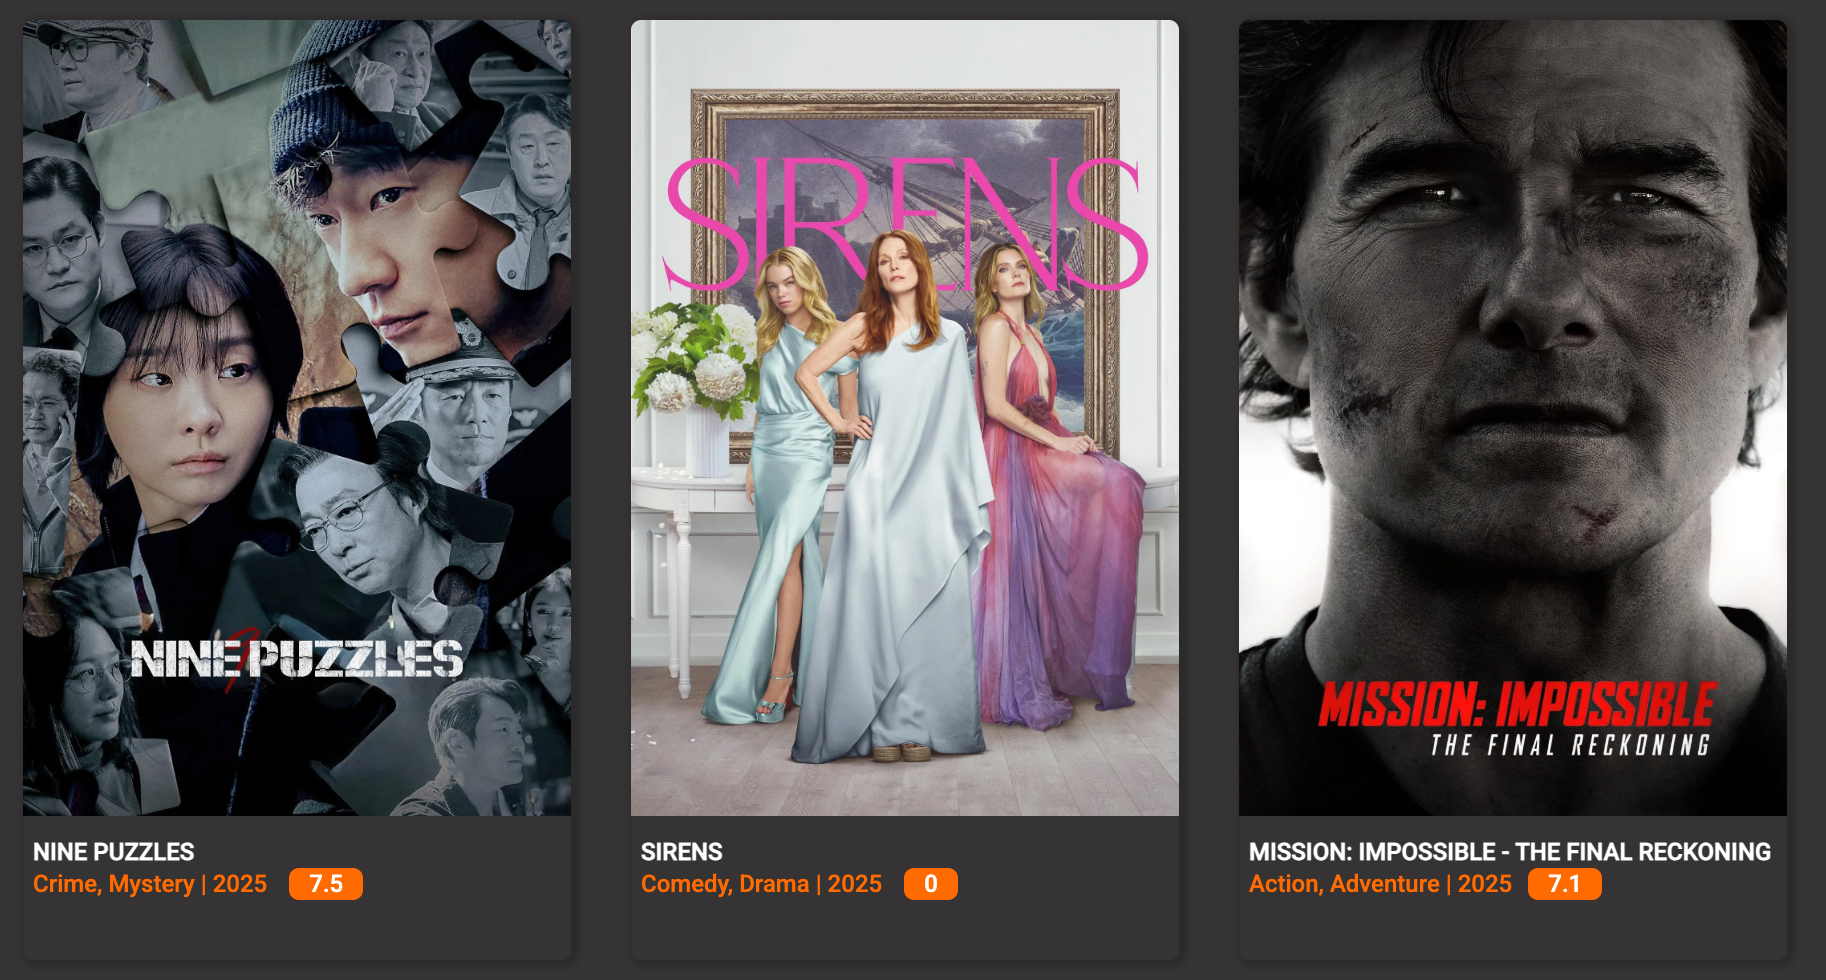 NINE PUZZLES
NINE PUZZLES
Crime, Mystery | 2025 7.5
SIRENS
SIRENS
Comedy, Drama | 2025 0
MISSION: IMPOSSIBLE
THE FINAL RECKONING
MISSION: IMPOSSIBLE - THE FINAL RECKONING
Action, Adventure | 2025 7.1